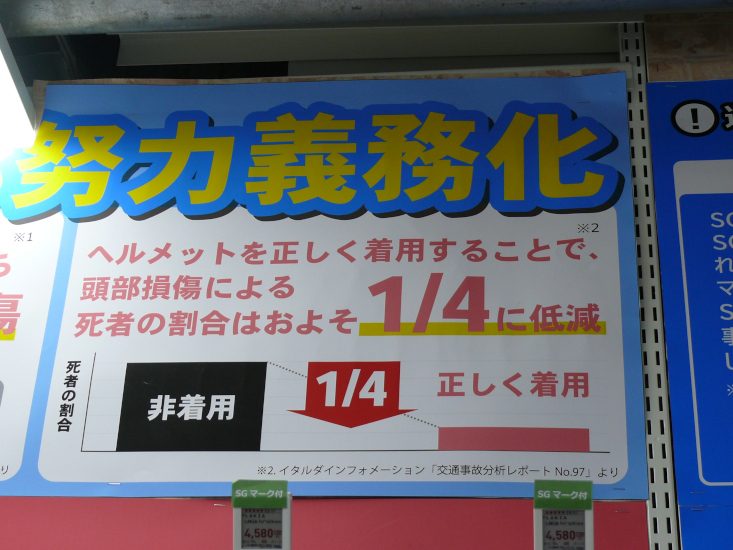 努力義務化
※1
※2
ヘルメットを正しく着用することで、
頭部損傷による
死者の割合はおよそ1/4に低減
死者の割合
非着用
1/4
正しく着用
※2. イタルダインフォメーション「交通事故分析レポート No.97」より
傷
より
!
SGマーク付
4,580
SGマーク付
4,580